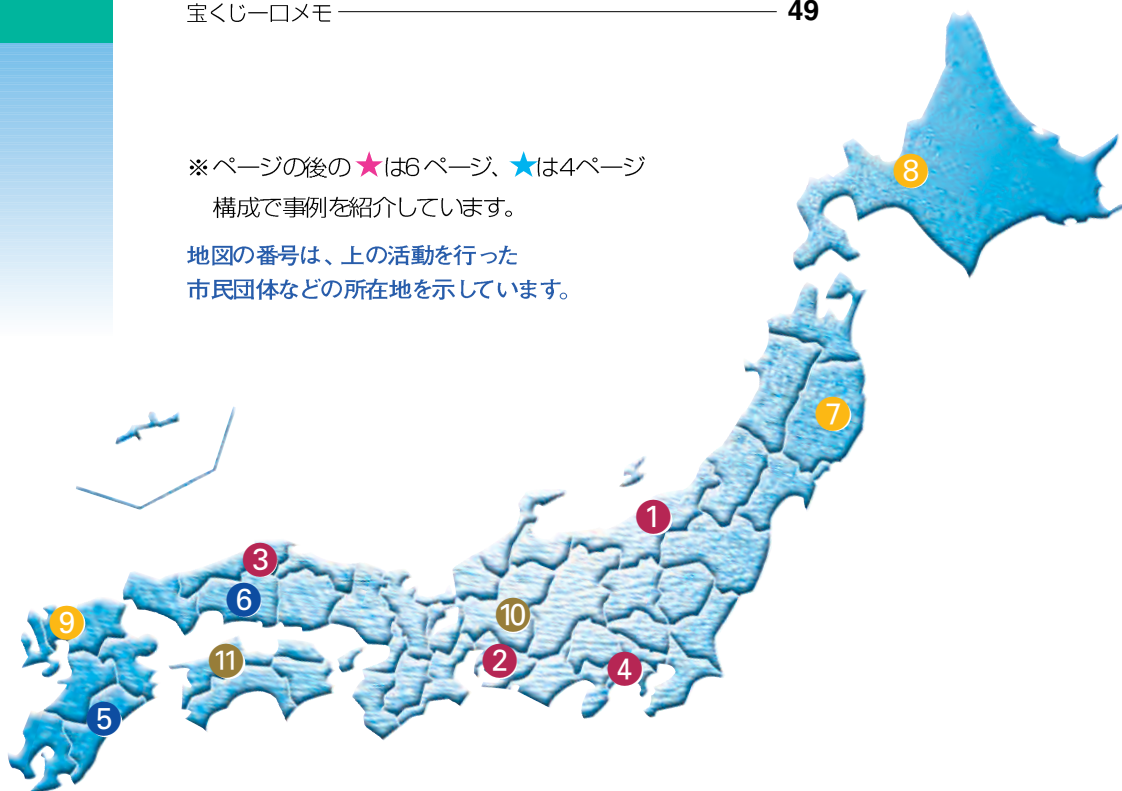 宝くじ一口メモ 49
※ページの後の★は6ページ、★は4ページ
構成で事例を紹介しています。
地図の番号は、上の活動を行った
市民団体などの所在地を示しています。
8
7
1
3
6
10
9
11
2
4
5